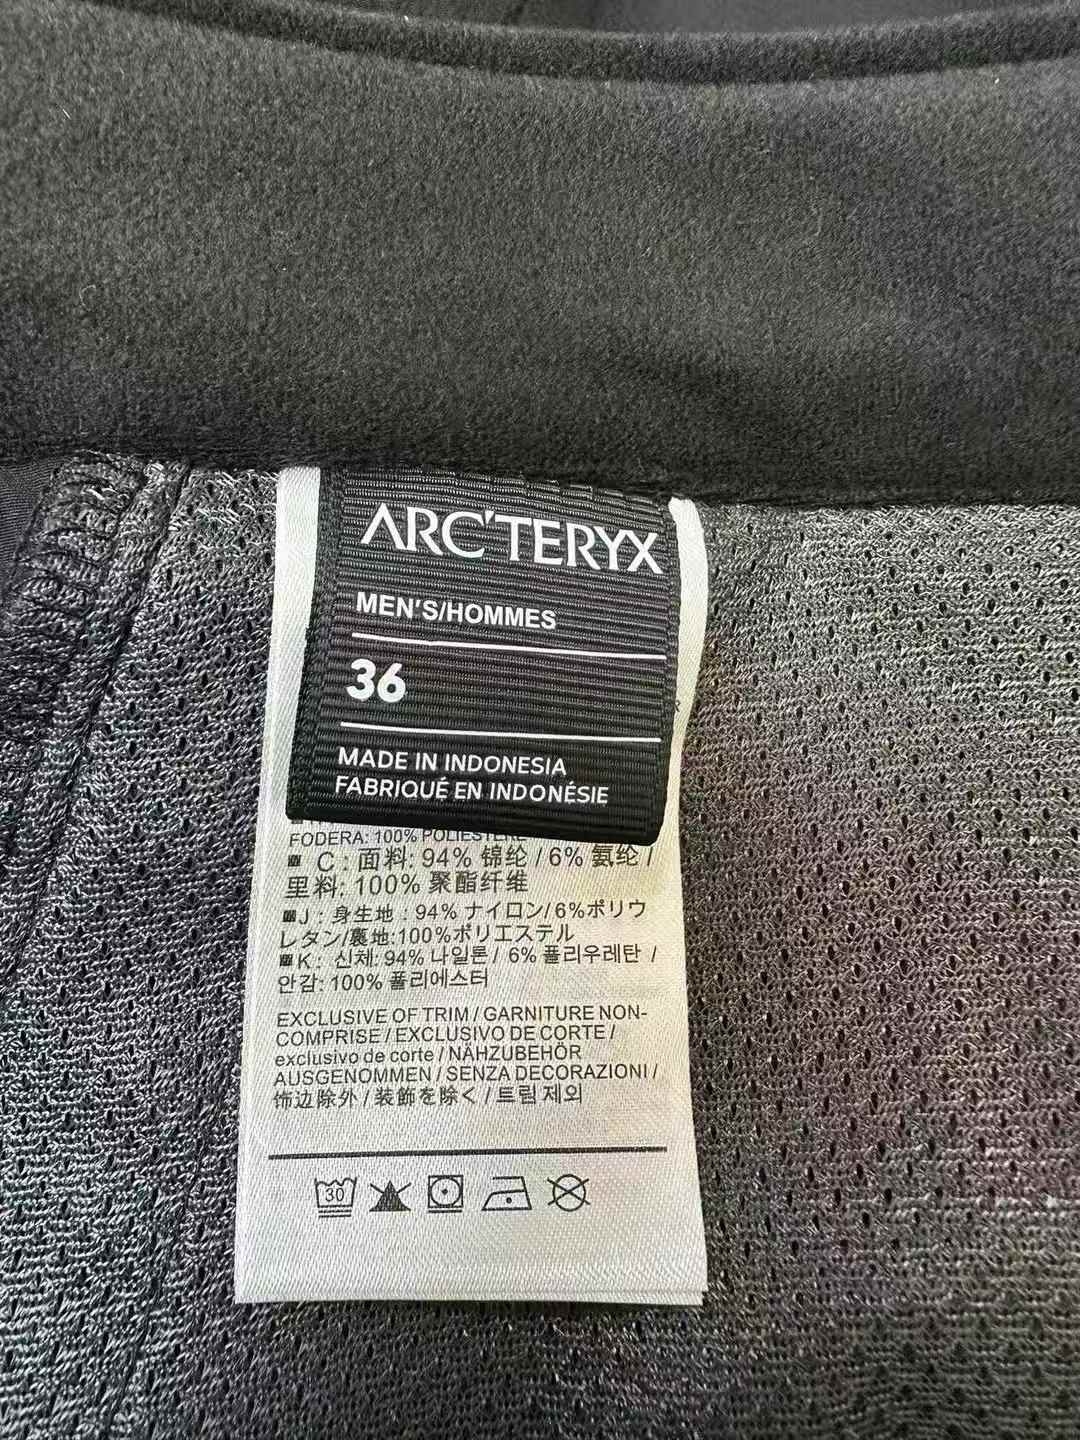 ARC'TERYX
MEN'S/HOMMES
36
MADE IN INDONESIA
FABRIQUÉ EN INDONÉSIE
FODERA: 100% POLIESTERE
C : 面料: 94% 锦纶 / 6% 氨纶 /
里料: 100% 聚酯纤维
J : 身生地 : 94% ナイロン/ 6%ポリウ
レタン/裏地:100%ポリエステル
K : 신체: 94% 나일론 / 6% 폴리우레탄 /
안감: 100% 폴리에스터
EXCLUSIVE OF TRIM / GARNITURE NON-
COMPRISE / EXCLUSIVO DE CORTE /
exclusivo de corte / NÄHZUBEHÖR
AUSGENOMMEN / SENZA DECORAZIONI /
饰边除外 / 装飾を除く / 트림 제외
30